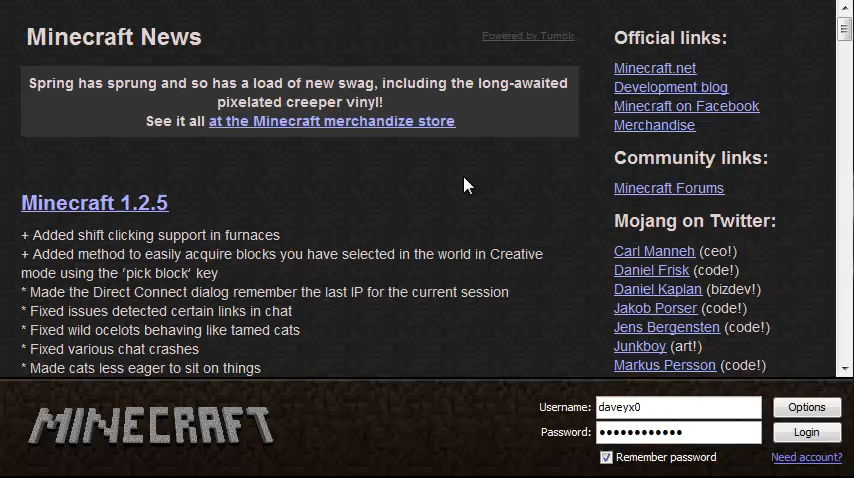 Minecraft News
Powered by Tumblr
Spring has sprung and so has a load of new swag, including the long-awaited
pixelated creeper vinyl!
See it all at the Minecraft merchandize store
Minecraft 1.2.5
+ Added shift clicking support in furnaces
+ Added method to easily acquire blocks you have selected in the world in Creative
mode using the 'pick block' key
* Made the Direct Connect dialog remember the last IP for the current session
* Fixed issues detected certain links in chat
* Fixed wild ocelots behaving like tamed cats
* Fixed various chat crashes
* Made cats less eager to sit on things
Official links:
Minecraft.net
Development blog
Minecraft on Facebook
Merchandise
Community links:
Minecraft Forums
Mojang on Twitter:
Carl Manneh (ceo!)
Daniel Frisk (code!)
Daniel Kaplan (bizdev!)
Jakob Porser (code!)
Jens Bergensten (code!)
Junkboy (art!)
Markus Persson (code!)
MINECRAFT
Username: daveyx0 Options
Password: ●●●●●●●●●●●● Login
Remember password Need account?